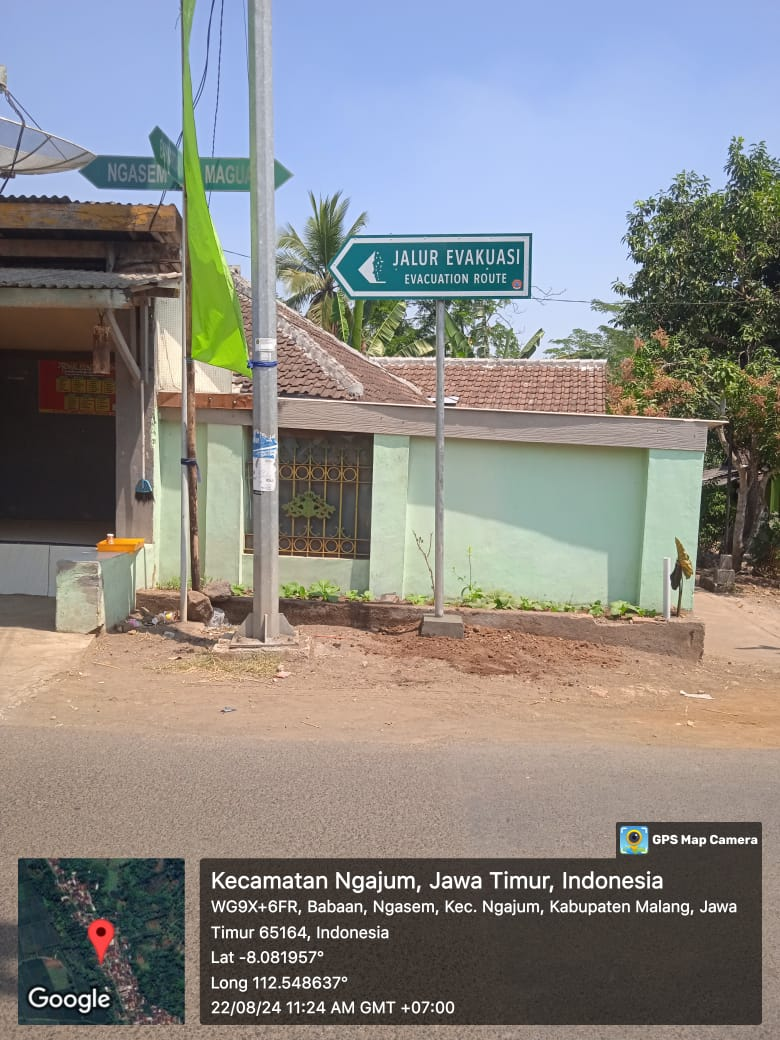 NGASEM
JALUR EVAKUASI
EVACUATION ROUTE
GPS Map Camera
Google
Kecamatan Ngajum, Jawa Timur, Indonesia
WG9X+6FR, Babaan, Ngasem, Kec. Ngajum, Kabupaten Malang, Jawa
Timur 65164, Indonesia
Lat -8.081957°
Long 112.548637°
22/08/24 11:24 AM GMT +07:00